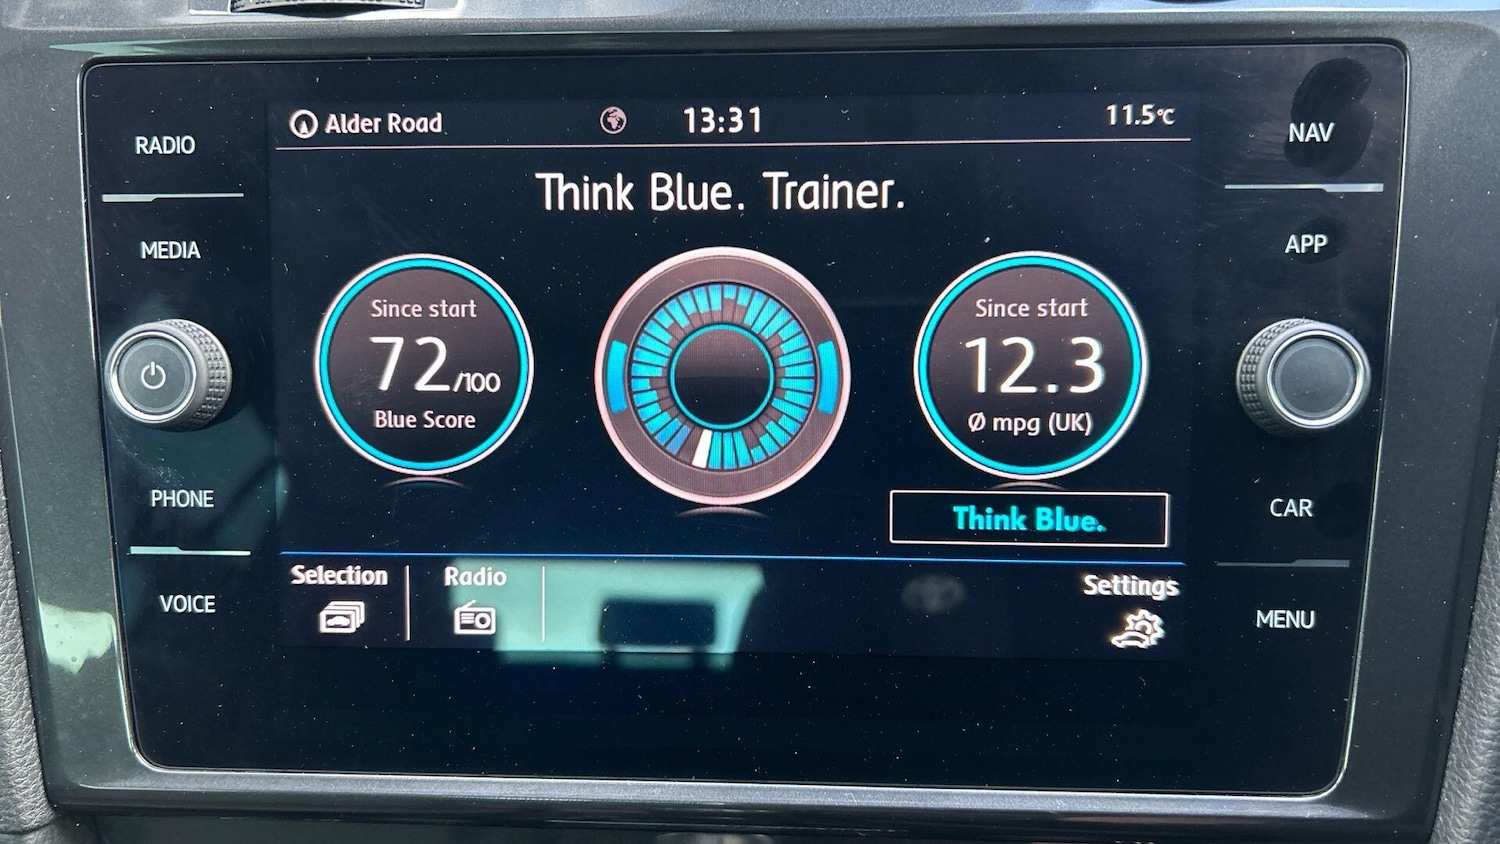 RADIO
MEDIA
PHONE
VOICE
Alder Road
13:31
11.5°C
Think Blue. Trainer.
Since start
72/100
Blue Score
Since start
12.3
Ø mpg (UK)
Think Blue.
Selection
Radio
Settings
NAV
APP
CAR
MENU